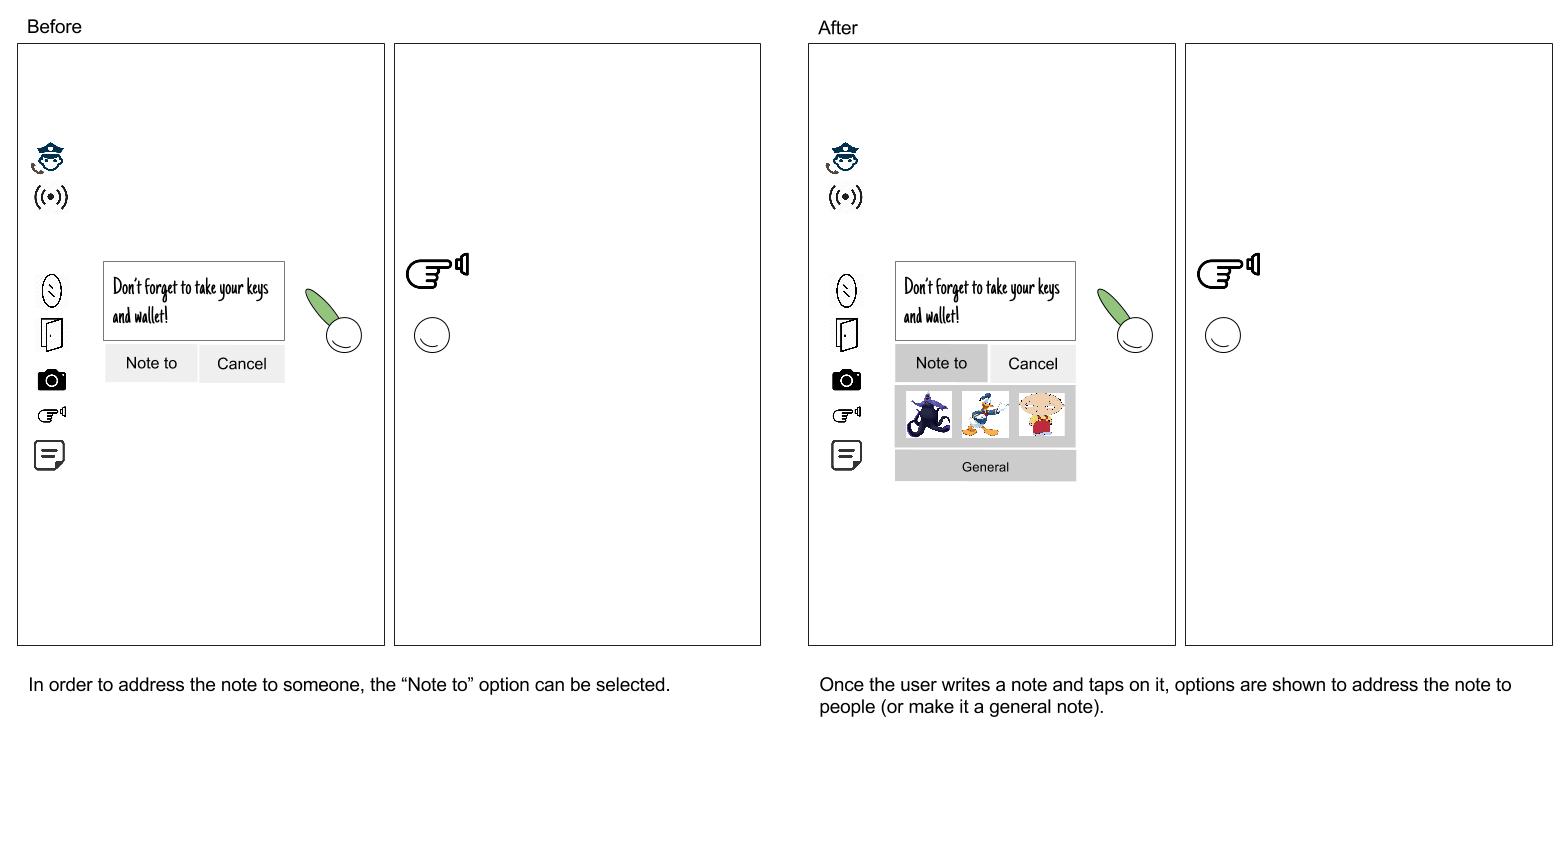 Before
Don't forget to take your keys
and wallet!
Note to
Cancel
In order to address the note to someone, the “Note to” option can be selected.
After
Don't forget to take your keys
and wallet!
Note to
Cancel
General
Once the user writes a note and taps on it, options are shown to address the note to
people (or make it a general note).